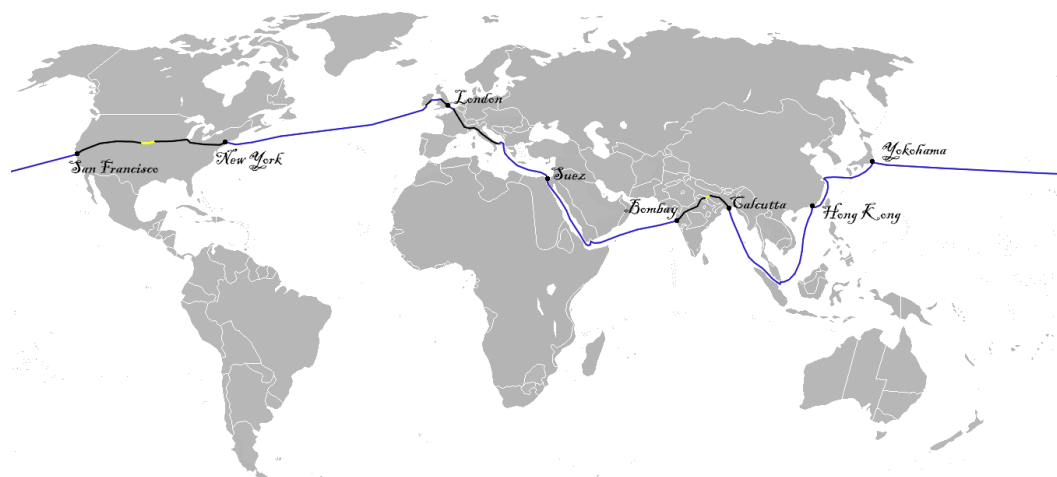 London
Yokohama
New York
San Francisco
Suez
Bombay
Calcutta
Hong Kong